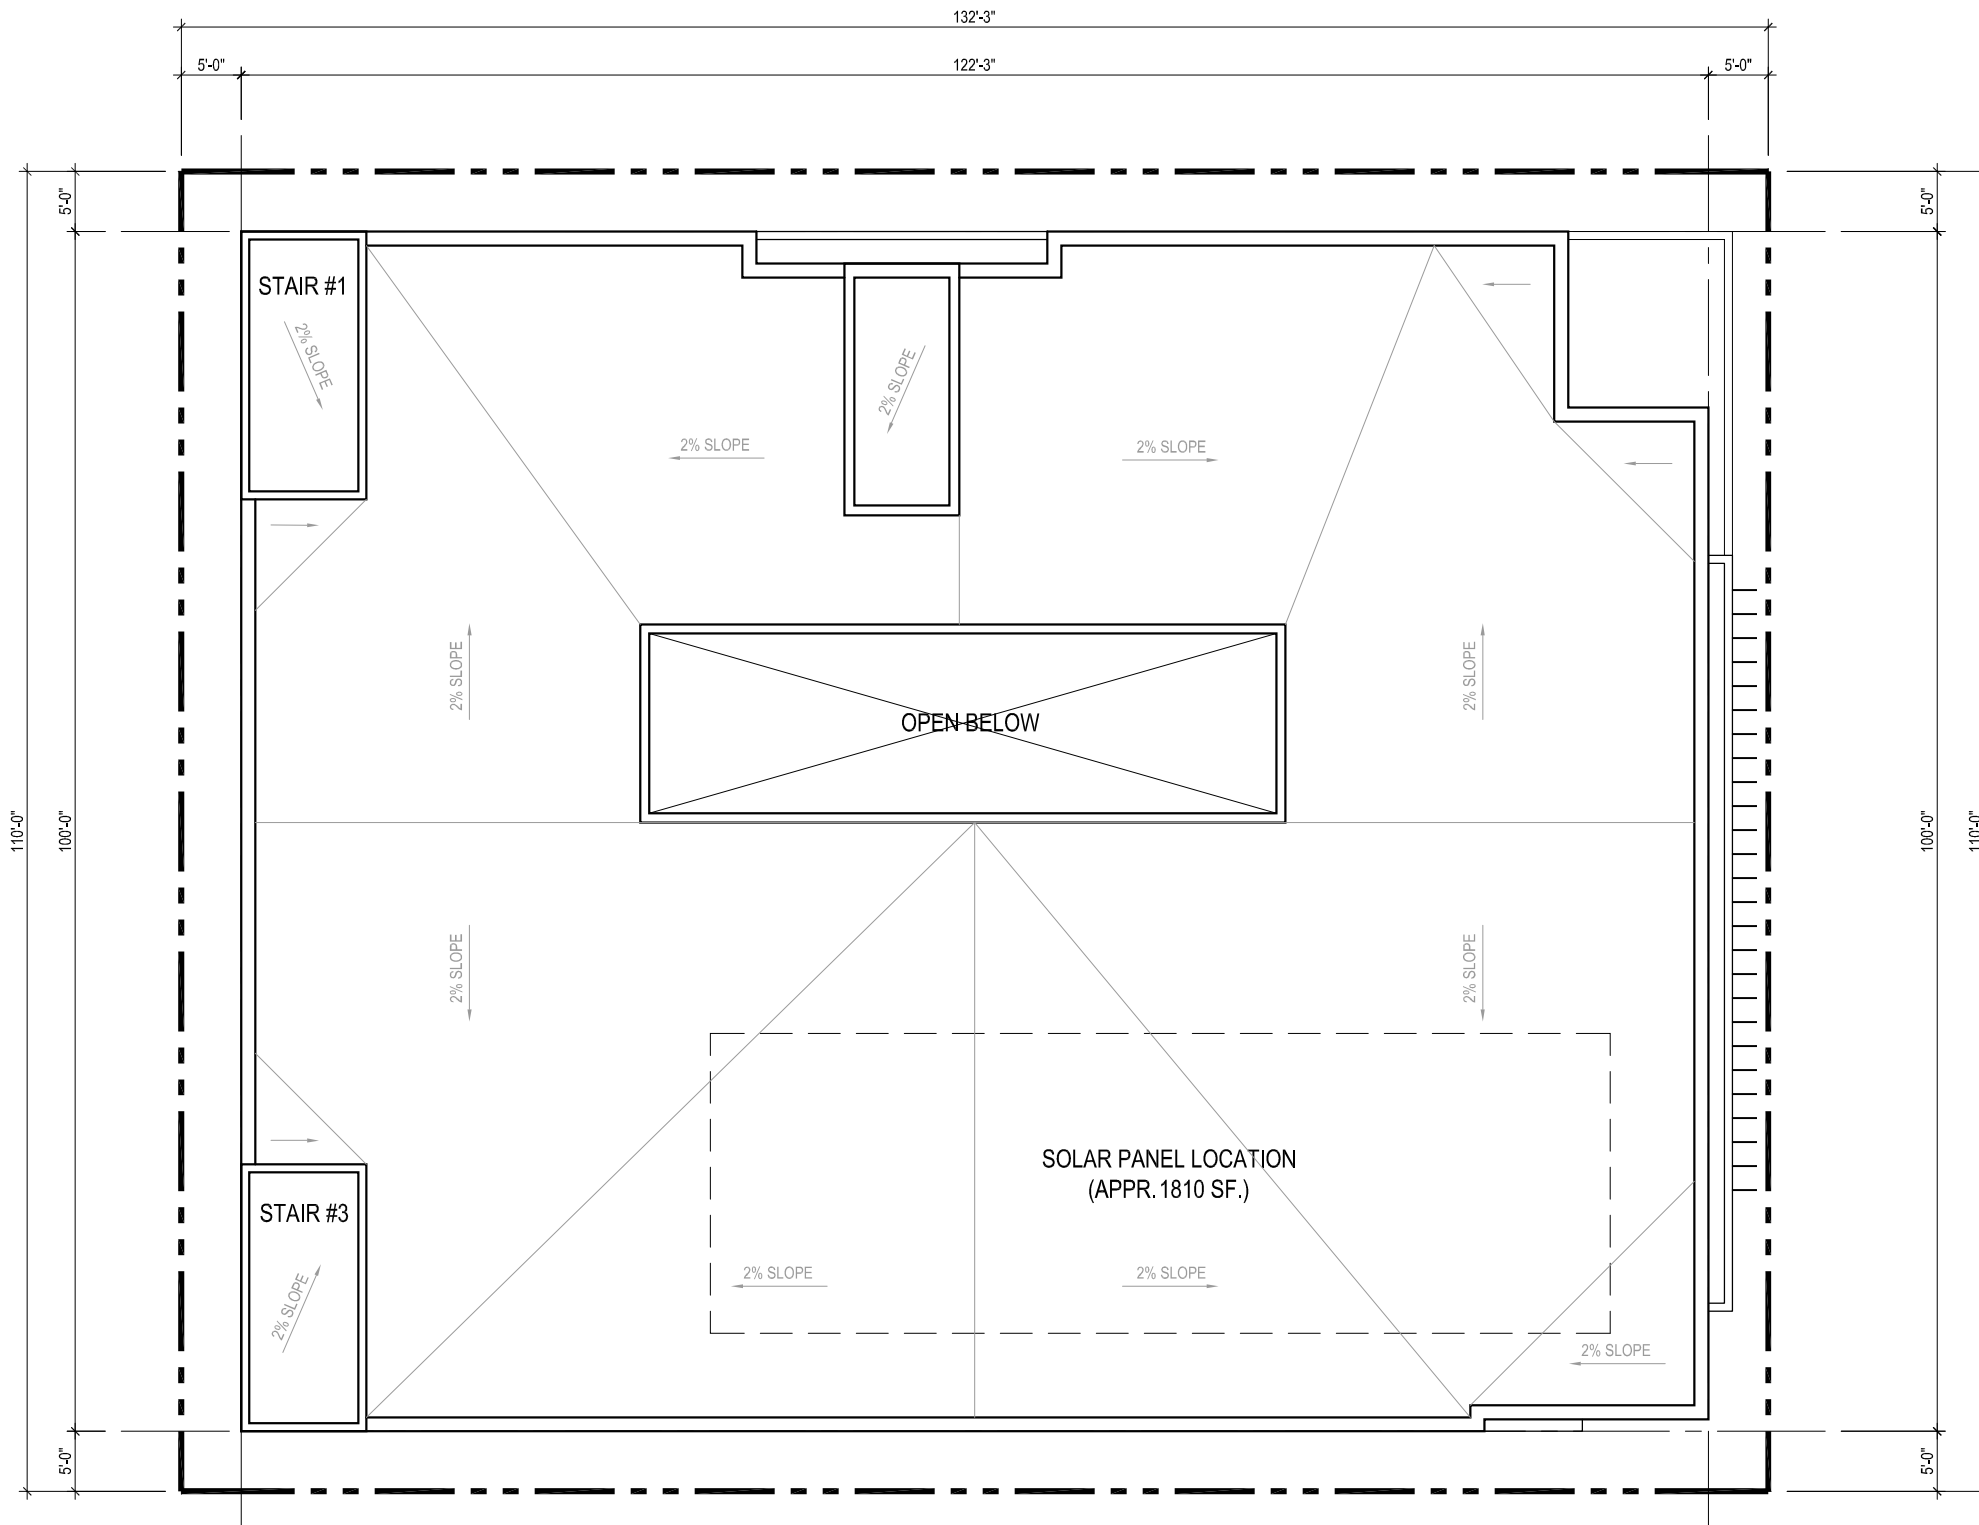 132'-3"
5'-0"
122'-3"
5'-0"
5'-0"
5'-0"
STAIR #1
2% SLOPE
2% SLOPE
2% SLOPE
2% SLOPE
2% SLOPE
2% SLOPE
OPEN BELOW
110'-0"
100'-0"
100'-0"
110'-0"
2% SLOPE
2% SLOPE
SOLAR PANEL LOCATION
(APPR. 1810 SF.)
STAIR #3
2% SLOPE
2% SLOPE
2% SLOPE
2% SLOPE
5'-0"
5'-0"